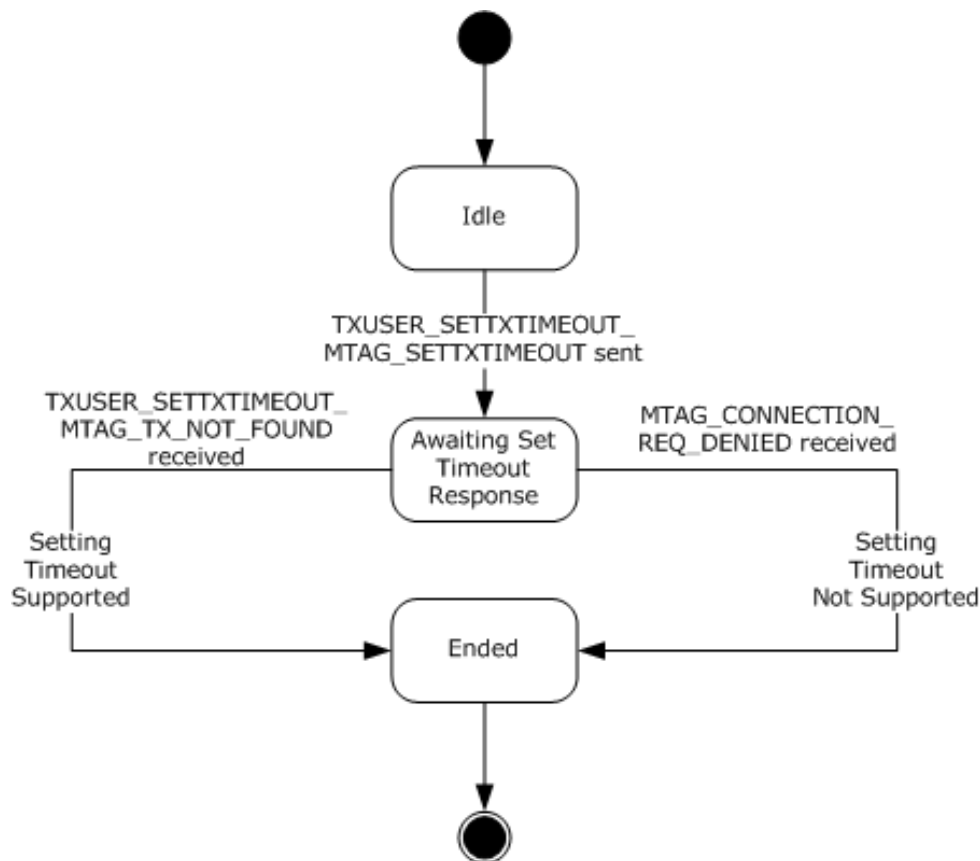 Idle
TXUSER_SETTXTIMEOUT_
MTAG_SETTXTIMEOUT sent
TXUSER_SETTXTIMEOUT_
MTAG_TX_NOT_FOUND
received
MTAG_CONNECTION_
REQ_DENIED received
Awaiting Set
Timeout
Response
Setting
Timeout
Supported
Setting
Timeout
Not Supported
Ended